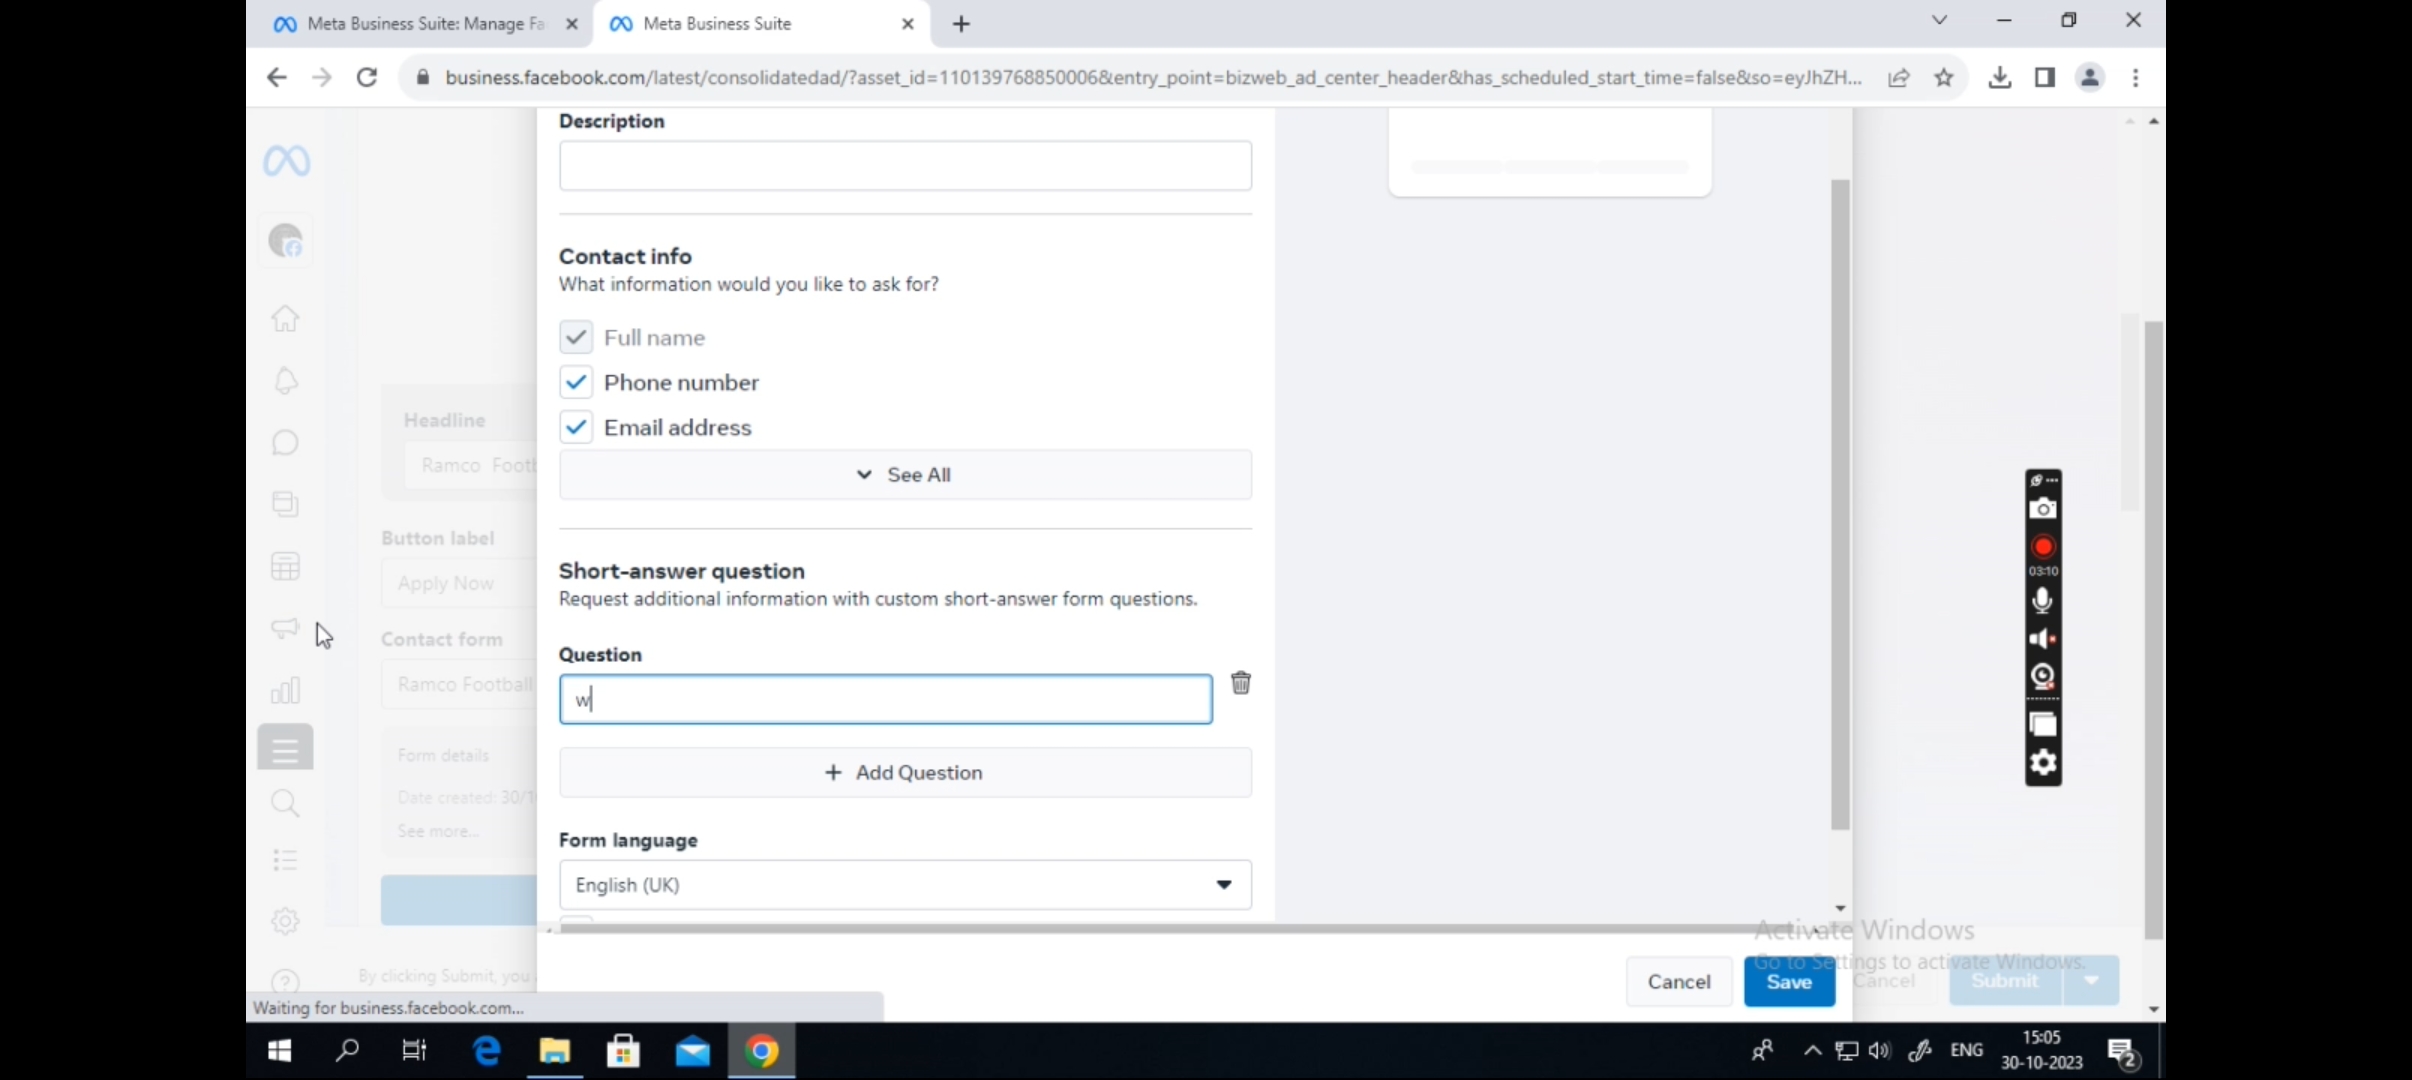 Meta Business Suite: Manage Fa
Meta Business Suite
business.facebook.com/latest/consolidatedad/?asset_id=110139768850006&entry_point=bizweb_ad_center_header&has_scheduled_start_time=false&so=eyJhZH...
Description
Contact info
What information would you like to ask for?
Full name
Phone number
Email address
See All
Short-answer question
Request additional information with custom short-answer form questions.
Question
w
Add Question
Form language
English (UK)
Cancel
Save
Headline
Ramco Footb
Button label
Apply Now
Contact form
Ramco Football
Form details
Date created: 30/1
See more...
By clicking Submit, you
Cancel
Submit
Activate Windows
Go to Settings to activate Windows.
03:10
Waiting for business.facebook.com...
ENG
15:05
30-10-2023
2